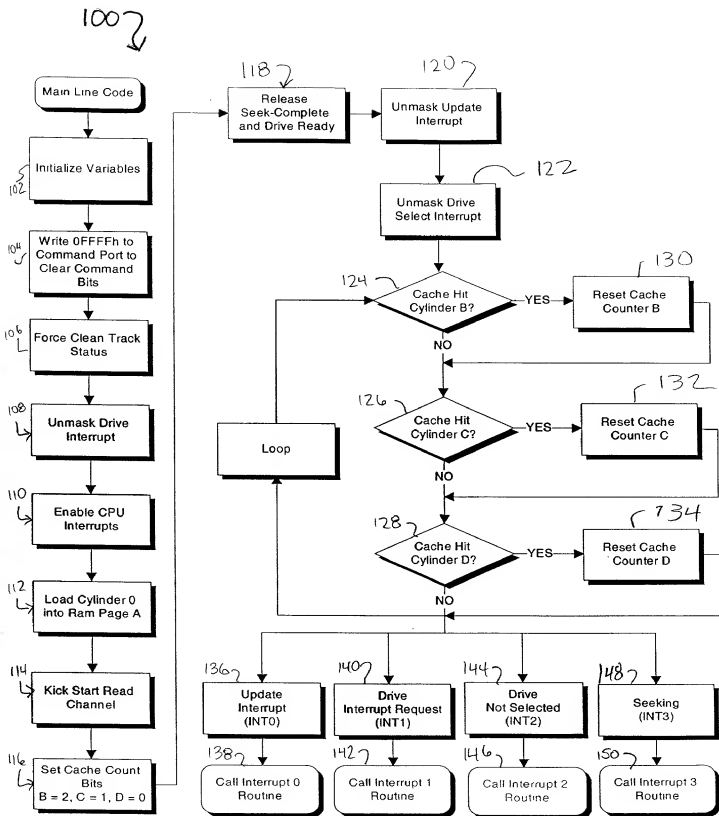 100
Main Line Code
Initialize Variables
102
104
Write 0FFFFh to
Command Port to
Clear Command
Bits
106
Force Clean Track
Status
108
Unmask Drive
Interrupt
110
Enable CPU
Interrupts
112
Load Cylinder 0
into Ram Page A
114
Kick Start Read
Channel
116
Set Cache Count
Bits
B = 2, C = 1, D = 0
118
Release
Seek-Complete
and Drive Ready
120
Unmask Update
Interrupt
122
Unmask Drive
Select Interrupt
124
Cache Hit
Cylinder B?
YES
130
Reset Cache
Counter B
NO
126
Cache Hit
Cylinder C?
YES
132
Reset Cache
Counter C
NO
Loop
128
Cache Hit
Cylinder D?
YES
134
Reset Cache
Counter D
NO
136
Update
Interrupt
(INT0)
140
Drive
Interrupt Request
(INT1)
144
Drive
Not Selected
(INT2)
148
Seeking
(INT3)
138
Call Interrupt 0
Routine
142
Call Interrupt 1
Routine
146
Call Interrupt 2
Routine
150
Call Interrupt 3
Routine